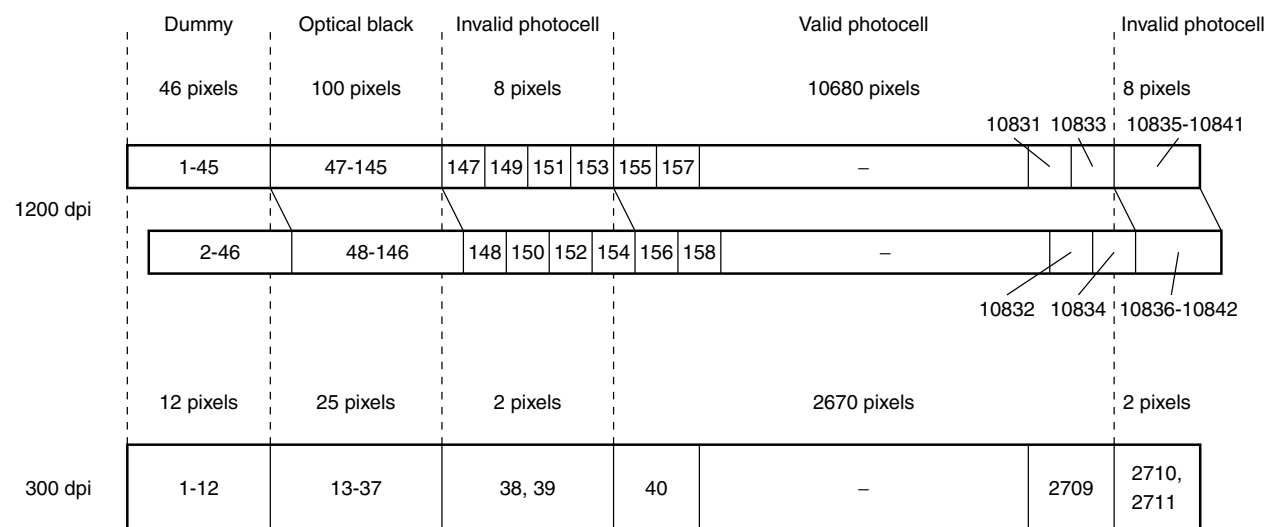 Dummy Optical black Invalid photocell Valid photocell Invalid photocell
46 pixels 100 pixels 8 pixels 10680 pixels 8 pixels
10831 10833 10835-10841
1-45 47-145 147 149 151 153 155 157 –
1200 dpi
2-46 48-146 148 150 152 154 156 158 –
10832 10834 10836-10842
12 pixels 25 pixels 2 pixels 2670 pixels 2 pixels
300 dpi 1-12 13-37 38, 39 40 – 2709 2710,
2711